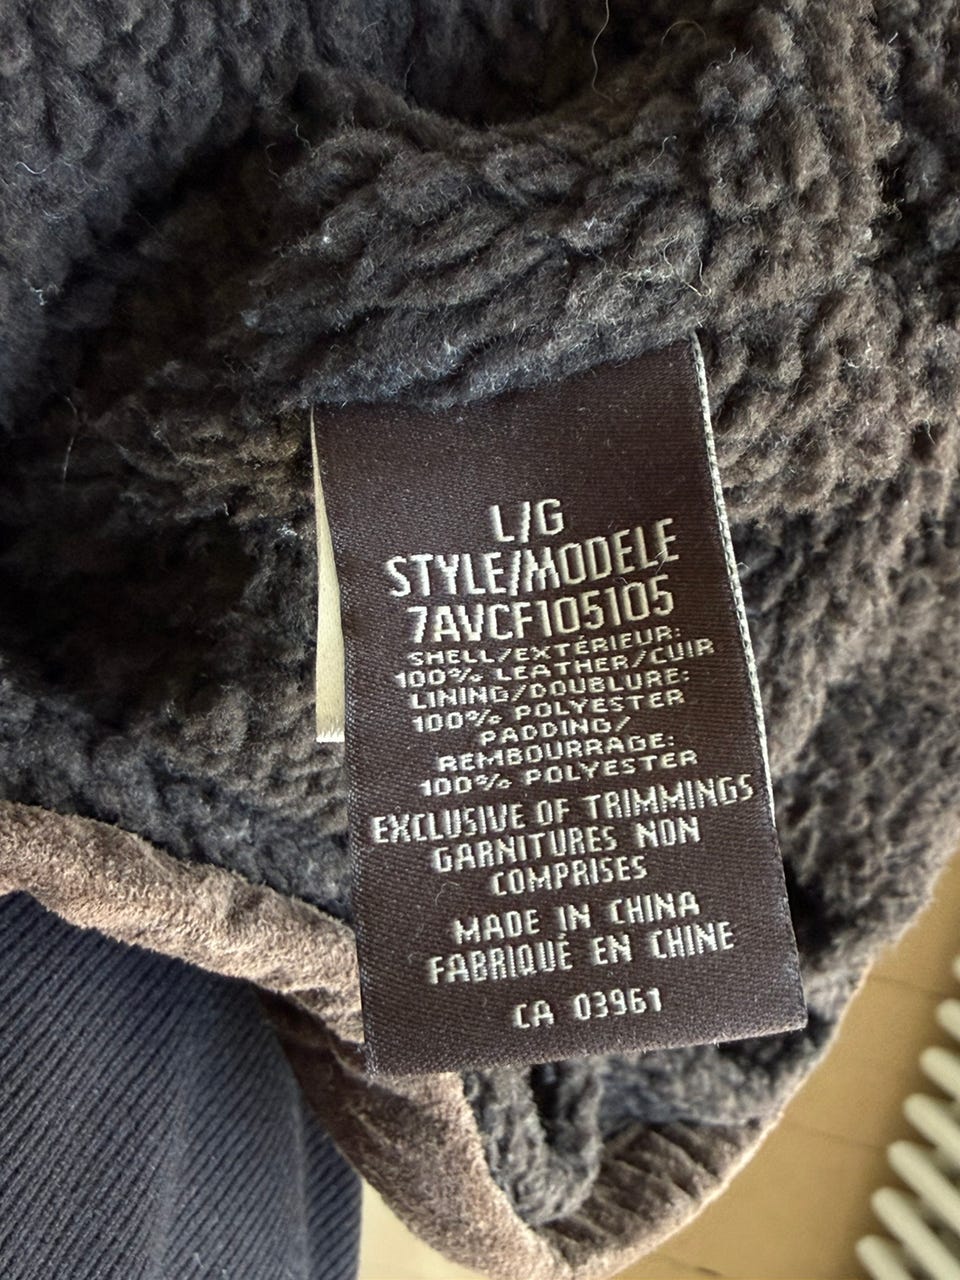 L/G
STYLE/MODELE
7AVCF105105
SHELL/EXTÉRIEUR:
100% LEATHER/CUIR
LINING/DOUBLURE:
100% POLYESTER
PADDING/
REMBOURRAGE:
100% POLYESTER
EXCLUSIVE OF TRIMMINGS
GARNITURES NON
COMPRISES
MADE IN CHINA
FABRIQUÉ EN CHINE
CA 03961